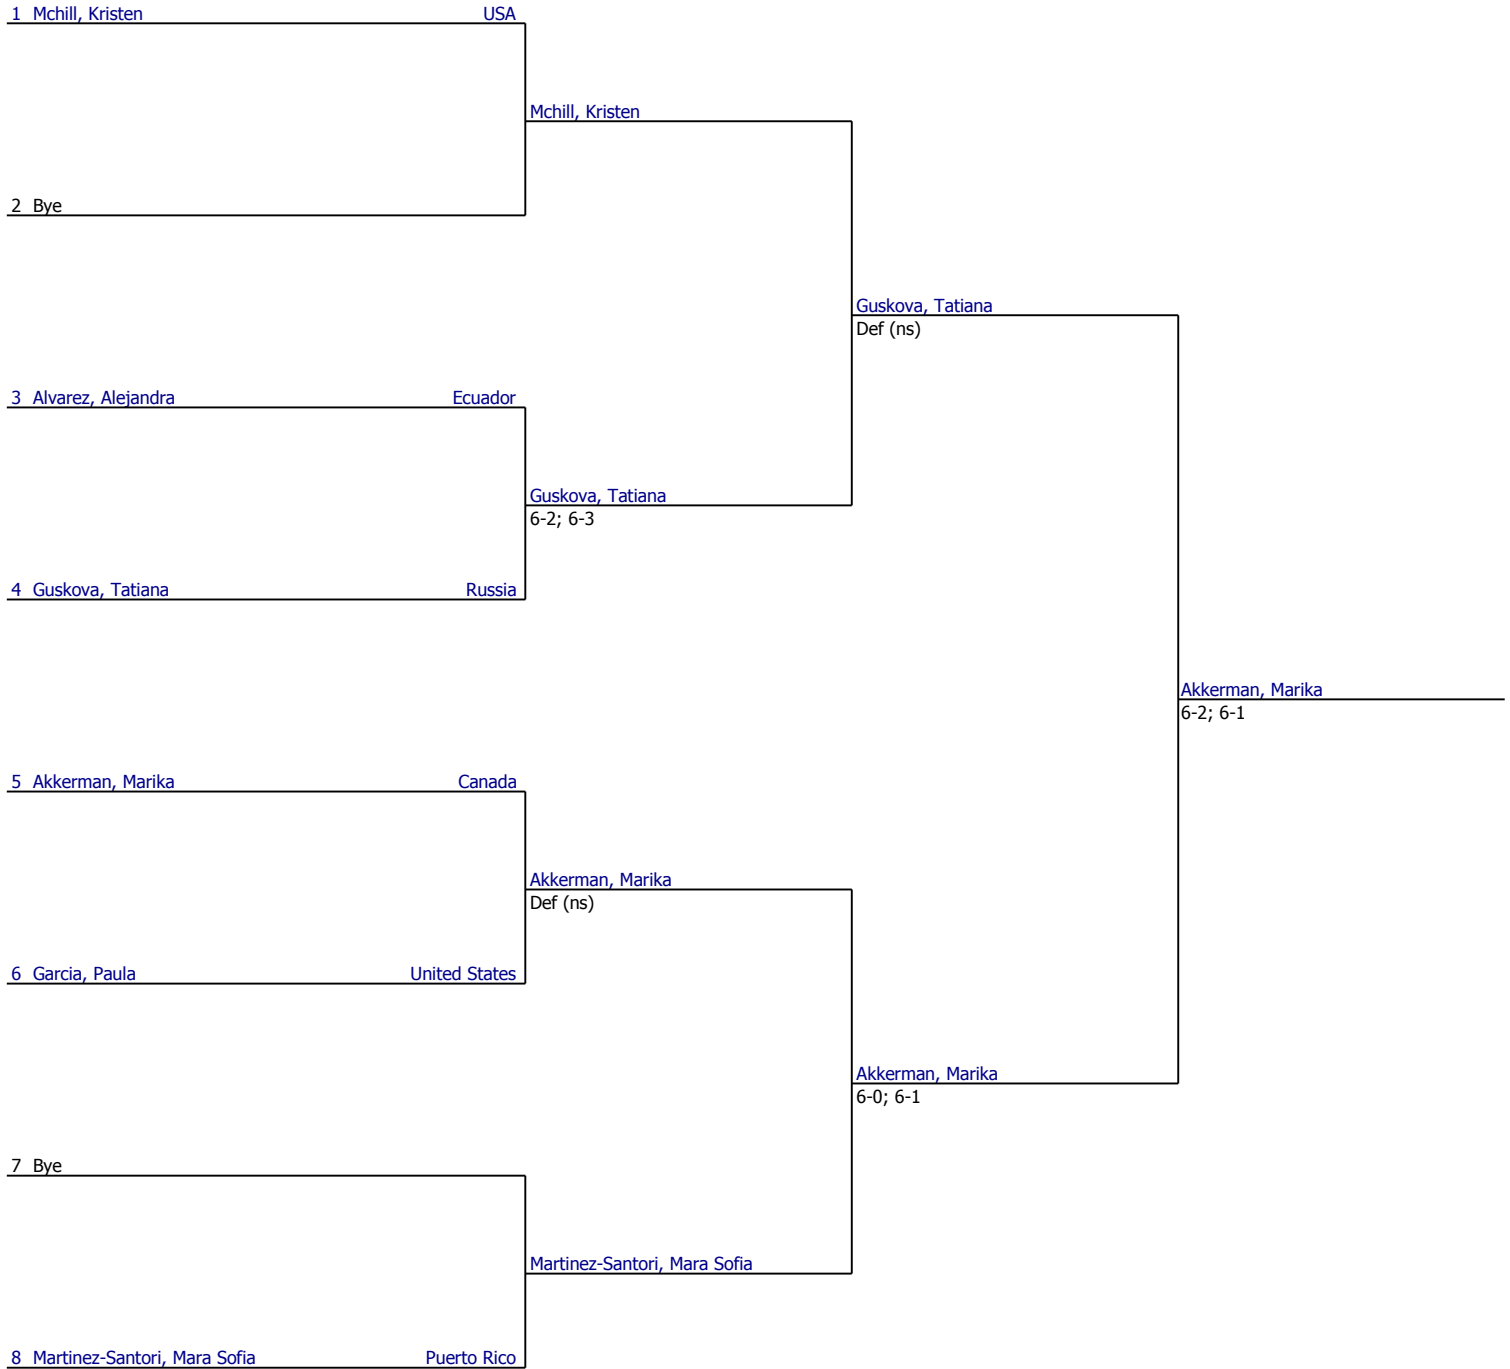 1 Mchill, Kristen USA
Mchill, Kristen
2 Bye
Guskova, Tatiana
Def (ns)
3 Alvarez, Alejandra Ecuador
Guskova, Tatiana
6-2; 6-3
4 Guskova, Tatiana Russia
Akkerman, Marika
6-2; 6-1
5 Akkerman, Marika Canada
Akkerman, Marika
Def (ns)
6 Garcia, Paula United States
Akkerman, Marika
6-0; 6-1
7 Bye
Martinez-Santori, Mara Sofia
8 Martinez-Santori, Mara Sofia Puerto Rico